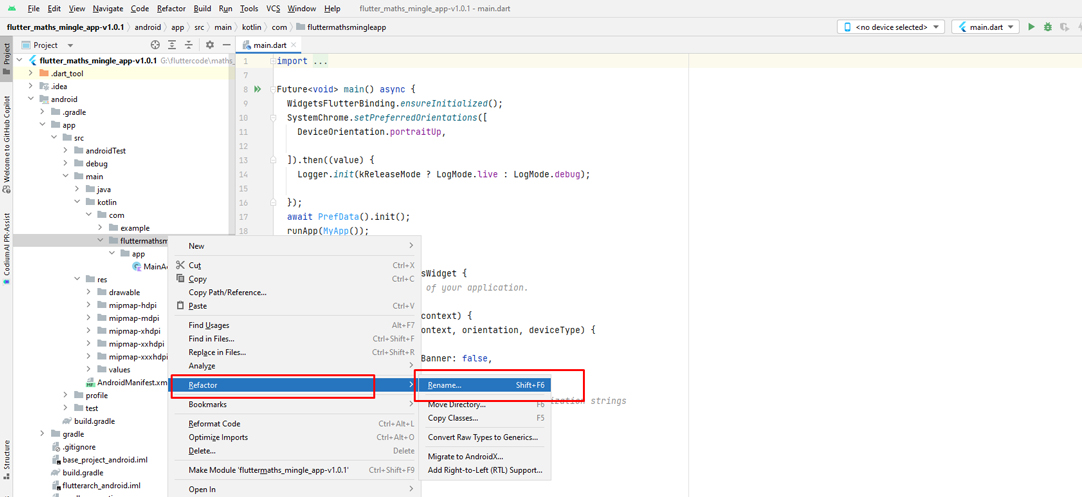 File Edit View Navigate Code Refactor Build Run Tools VCS Window Help flutter_maths_mingle_app-v1.0.1 - main.dart
flutter_maths_mingle_app-v1.0.1 android app src main kotlin com fluttermathsmingleapp <no device selected> main.dart
Project
main.dart
Project
Welcome to GitHub Copilot
CodiumAI PR-Assist
Structure
flutter_maths_mingle_app-v1.0.1 G:\fluttercode\maths_
.dart_tool
.idea
android
.gradle
app
src
androidTest
debug
main
java
kotlin
com
example
fluttermathsm
app
MainAc
res
drawable
mipmap-hdpi
mipmap-mdpi
mipmap-xhdpi
mipmap-xxhdpi
mipmap-xxxhdpi
values
AndroidManifest.xm
profile
test
build.gradle
gradle
.gitignore
base_project_android.iml
build.gradle
flutterarch_android.iml
1 import ...
7
8 Future<void> main() async {
9 WidgetsFlutterBinding.ensureInitialized();
10 SystemChrome.setPreferredOrientations([
11 DeviceOrientation.portraitUp,
12
13 ]).then((value) {
14 Logger.init(kReleaseMode ? LogMode.live : LogMode.debug);
15
16 });
17 await PrefData().init();
18 runApp(MyApp());
sWidget {
of your application.
context) {
ontext, orientation, deviceType) {
Banner: false,
ization strings
New
Cut Ctrl+X
Copy Ctrl+C
Copy Path/Reference...
Paste Ctrl+V
Find Usages Alt+F7
Find in Files... Ctrl+Shift+F
Replace in Files... Ctrl+Shift+R
Analyze
Refactor
Bookmarks
Reformat Code Ctrl+Alt+L
Optimize Imports Ctrl+Alt+O
Delete... Delete
Make Module 'fluttermaths_mingle_app-v1.0.1' Ctrl+Shift+F9
Open In
Rename... Shift+F6
Move Directory... F6
Copy Classes... F5
Convert Raw Types to Generics...
Migrate to AndroidX...
Add Right-to-Left (RTL) Support...